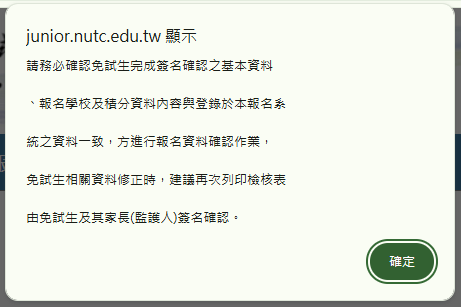 junior.nutc.edu.tw 顯示
請務必確認免試生完成簽名確認之基本資料
、報名學校及積分資料內容與登錄於本報名系
統之資料一致，方進行報名資料確認作業，
免試生相關資料修正時，建議再次列印檢核表
由免試生及其家長(監護人)簽名確認。
確定